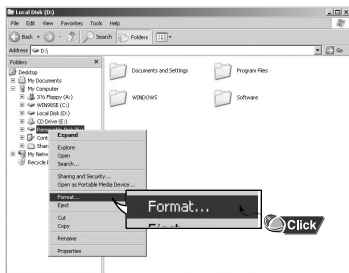 Local Disk (D:)
File Edit View Favorites Tools Help
Back Search Folders
Address D:\ Go
Folders
Desktop
My Documents
My Computer
3½ Floppy (A:)
WIN98SE (C:)
Local Disk (D:)
CD Drive (E:)
Documents and Settings
Program Files
WINDOWS
Software
Expand
Explore
Open
Search...
Sharing and Security...
Open as Portable Media Device...
Format...
Eject
Cut
Copy
Rename
Properties
Format...
Click